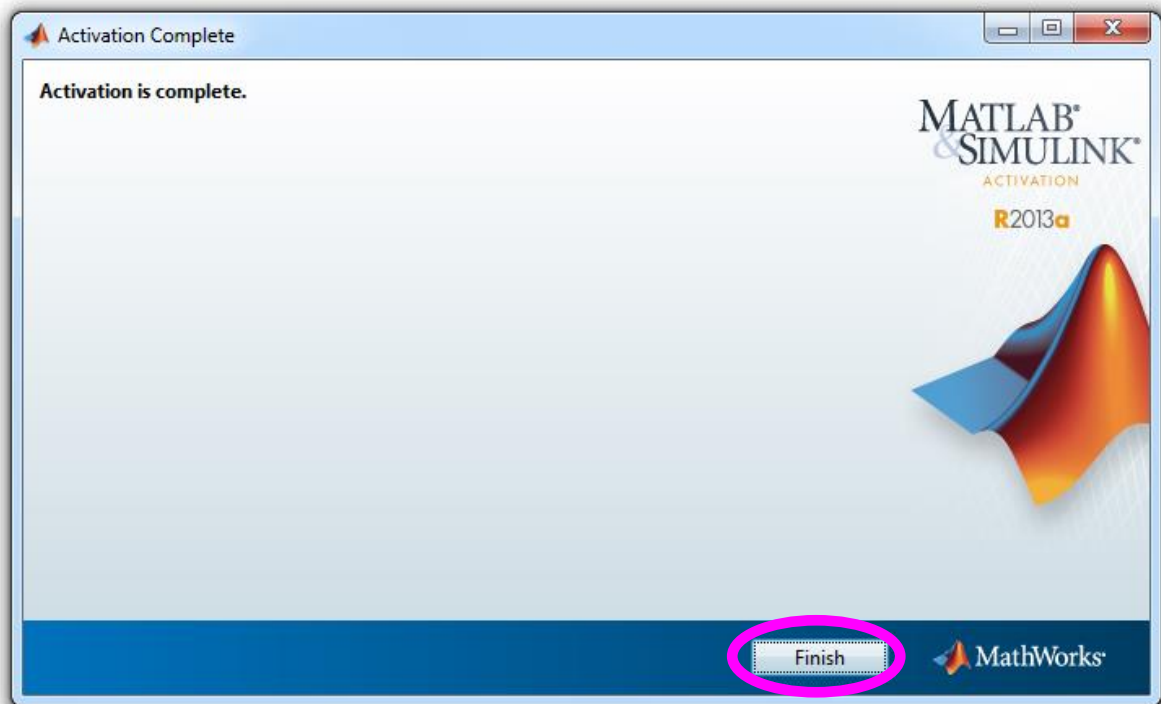 Activation Complete
Activation is complete.
MATLAB®
&SIMULINK®
ACTIVATION
R2013a
Finish
MathWorks®